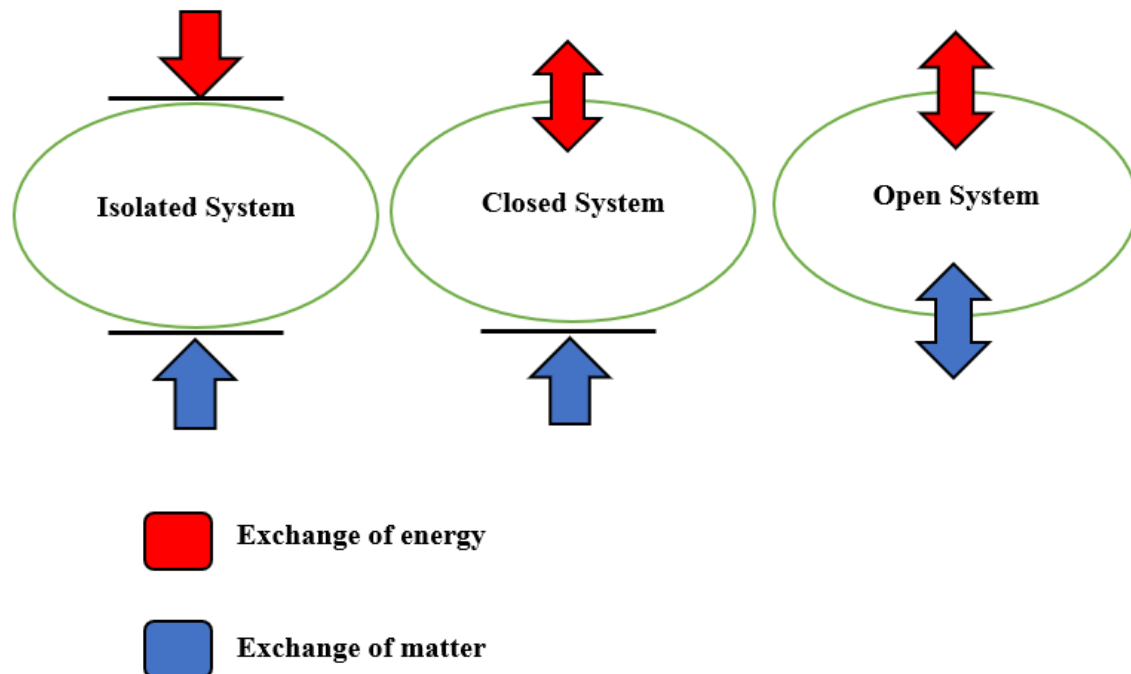 Isolated System
Closed System
Open System
Exchange of energy
Exchange of matter